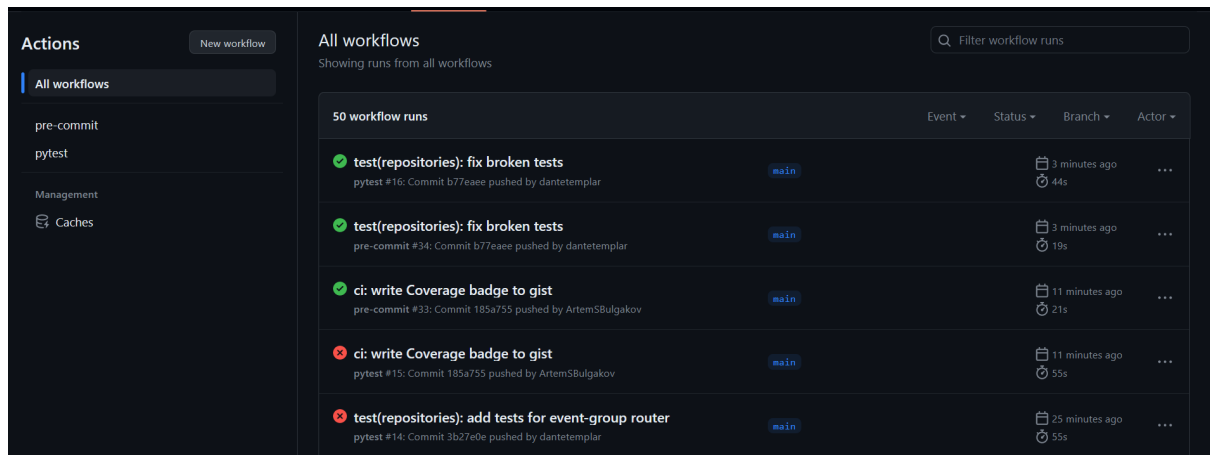 Actions
New workflow
All workflows
pre-commit
pytest
Management
Caches
All workflows
Showing runs from all workflows
Filter workflow runs
50 workflow runs
Event
Status
Branch
Actor
test(repositories): fix broken tests
pytest #16: Commit b77eaee pushed by dantetemplar
main
3 minutes ago
44s
test(repositories): fix broken tests
pre-commit #34: Commit b77eaee pushed by dantetemplar
main
3 minutes ago
19s
ci: write Coverage badge to gist
pre-commit #33: Commit 185a755 pushed by ArtemSBulgakov
main
11 minutes ago
21s
ci: write Coverage badge to gist
pytest #15: Commit 185a755 pushed by ArtemSBulgakov
main
11 minutes ago
55s
test(repositories): add tests for event-group router
pytest #14: Commit 3b27e0e pushed by dantetemplar
main
25 minutes ago
55s